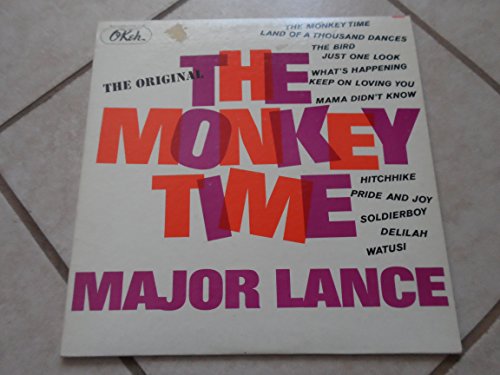 OKeh
THE MONKEY TIME
LAND OF A THOUSAND DANCES
THE BIRD
JUST ONE LOOK
WHAT'S HAPPENING
KEEP ON LOVING YOU
MAMA DIDN'T KNOW
THE ORIGINAL
THE
MONKEY
TIME
HITCHHIKE
PRIDE AND JOY
SOLDIERBOY
DELILAH
WATUSI
MAJOR LANCE